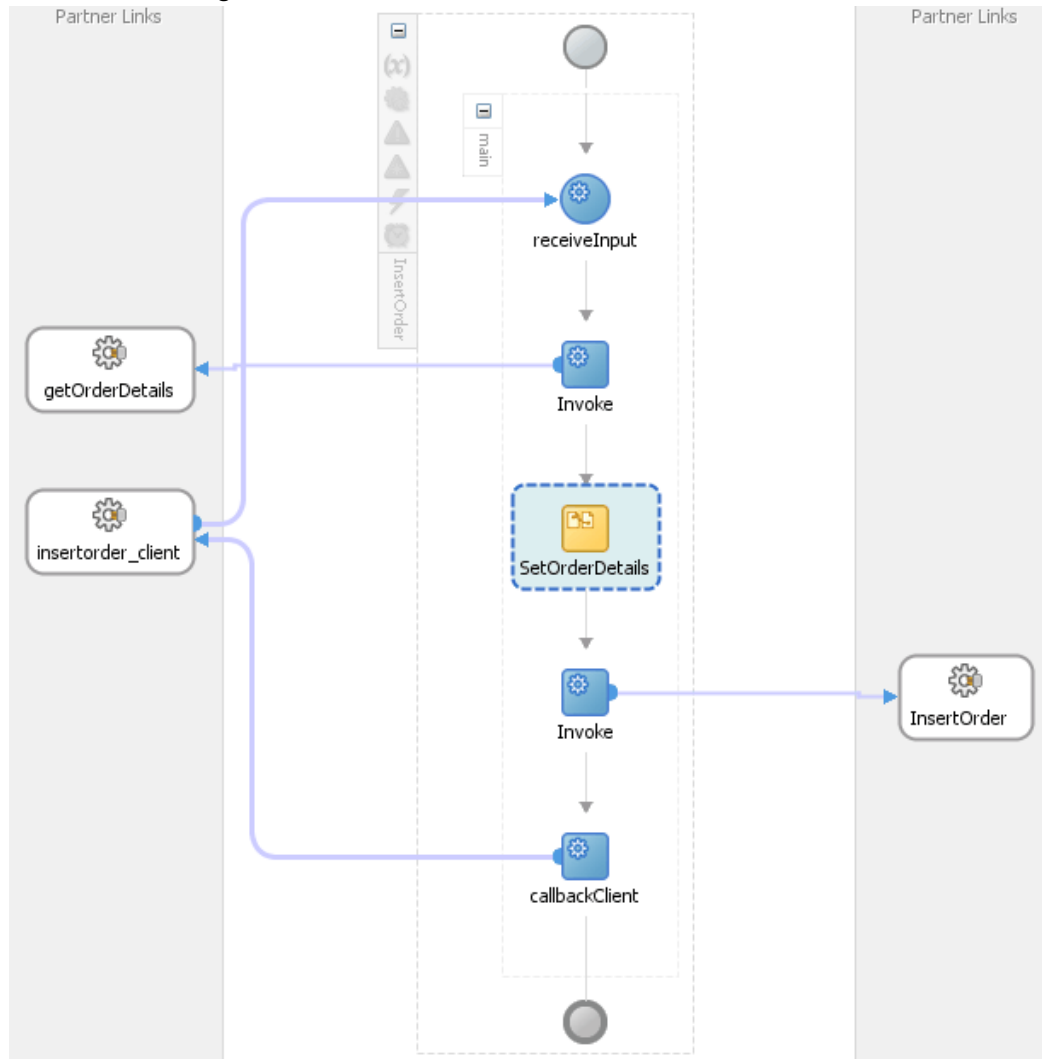 Partner Links
Partner Links
(x)
main
receiveInput
InsertOrder
getOrderDetails
Invoke
insertorder_client
SetOrderDetails
Invoke
InsertOrder
callbackClient